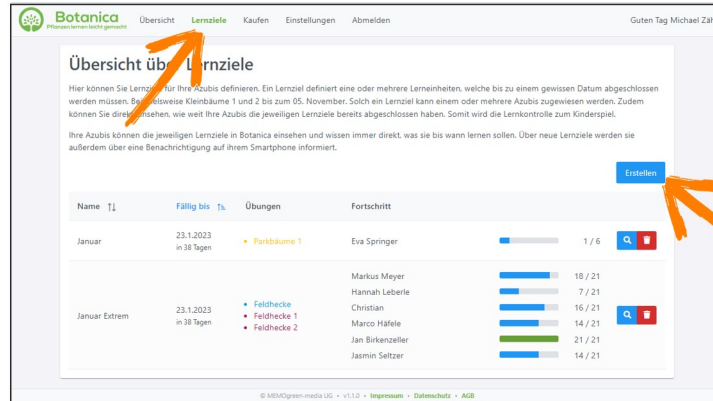 Botanica
Pflanzen lernen leicht gemacht
Übersicht Lernziele Kaufen Einstellungen Abmelden
Guten Tag Michael Zäh
Übersicht über Lernziele
Hier können Sie Lernziele für Ihre Azubis definieren. Ein Lernziel definiert eine oder mehrere Lerneinheiten, welche bis zu einem gewissen Datum abgeschlossen
werden müssen. Beispielsweise Kleinbäume 1 und 2 bis zum 05. November. Solch ein Lernziel kann einem oder mehrere Azubis zugewiesen werden. Zudem
können Sie direkt einsehen, wie weit Ihre Azubis die jeweiligen Lernziele bereits abgeschlossen haben. Somit wird die Lernkontrolle zum Kinderspiel.
Ihre Azubis können die jeweiligen Lernziele in Botanica einsehen und wissen immer direkt, was sie bis wann lernen sollen. Über neue Lernziele werden sie
außerdem über eine Benachrichtigung auf ihrem Smartphone informiert.
Erstellen
Name Fällig bis Übungen Fortschritt
Januar 23.1.2023 in 38 Tagen Parkbäume 1 Eva Springer 1 / 6
Markus Meyer 18 / 21
Hannah Leberle 7 / 21
Januar Extrem 23.1.2023 in 38 Tagen Feldhecke Christian 16 / 21
Feldhecke 1 Marco Häfele 14 / 21
Feldhecke 2 Jan Birkenzeller 21 / 21
Jasmin Seltzer 14 / 21
© MEMOgreen-media UG • v1.1.0 • Impressum • Datenschutz • AGB